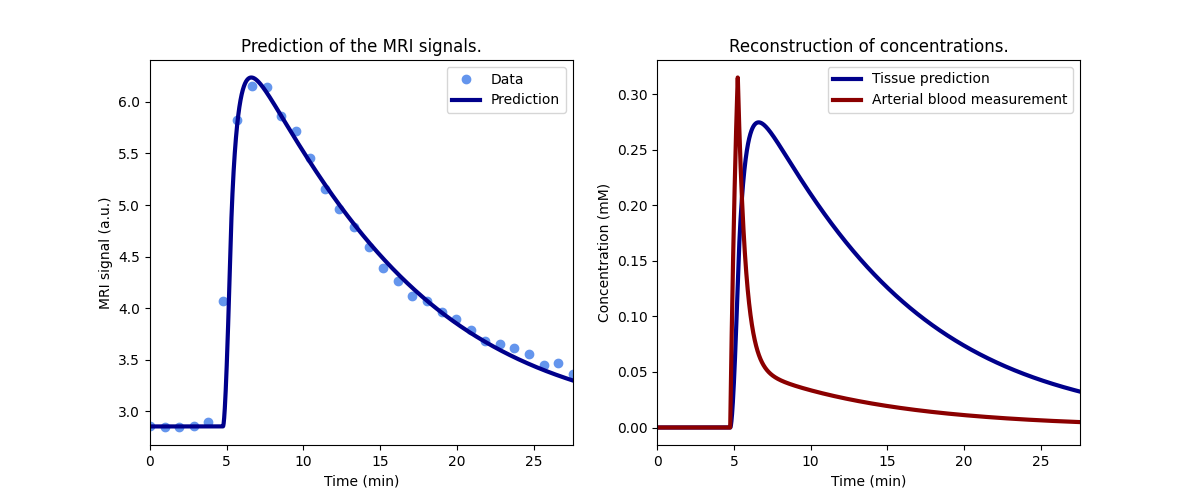 Prediction of the MRI signals.
MRI signal (a.u.)
6.0
5.5
5.0
4.5
4.0
3.5
3.0
Data
Prediction
0 5 10 15 20 25
Time (min)
Reconstruction of concentrations.
Concentration (mM)
0.30
0.25
0.20
0.15
0.10
0.05
0.00
Tissue prediction
Arterial blood measurement
0 5 10 15 20 25
Time (min)